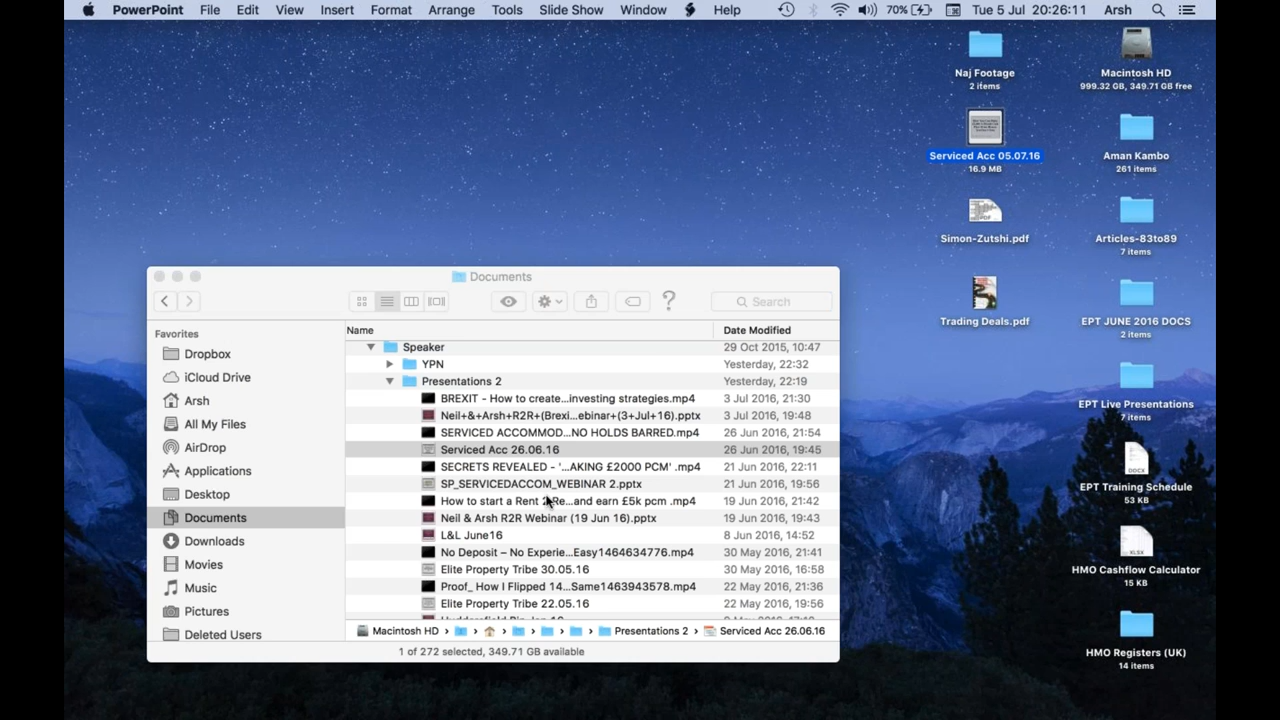 PowerPoint File Edit View Insert Format Arrange Tools Slide Show Window Help 70% Tue 5 Jul 20:26:11 Arsh
Naj Footage
2 items
Macintosh HD
999.32 GB, 349.71 GB free
Serviced Acc 05.07.16
16.9 MB
Aman Kambo
261 items
Simon-Zutshi.pdf
Articles-83to89
7 items
Trading Deals.pdf
EPT JUNE 2016 DOCS
2 items
EPT Live Presentations
7 items
DOCX
EPT Training Schedule
53 KB
XLSX
HMO Cashflow Calculator
15 KB
HMO Registers (UK)
14 items
Documents
Search
Favorites
Dropbox
iCloud Drive
Arsh
All My Files
AirDrop
Applications
Desktop
Documents
Downloads
Movies
Music
Pictures
Deleted Users
Name Date Modified
Speaker 29 Oct 2015, 10:47
YPN Yesterday, 22:32
Presentations 2 Yesterday, 22:19
BREXIT - How to create...investing strategies.mp4 3 Jul 2016, 21:30
Neil+&+Arsh+R2R+(Brexi...ebinar+(3+Jul+16).pptx 3 Jul 2016, 19:48
SERVICED ACCOMMOD...NO HOLDS BARRED.mp4 26 Jun 2016, 21:54
Serviced Acc 26.06.16 26 Jun 2016, 19:45
SECRETS REVEALED - '...AKING £2000 PCM' .mp4 21 Jun 2016, 22:11
SP_SERVICEDACCOM_WEBINAR 2.pptx 21 Jun 2016, 19:56
How to start a Rent 2 Re...and earn £5k pcm .mp4 19 Jun 2016, 21:42
Neil & Arsh R2R Webinar (19 Jun 16).pptx 19 Jun 2016, 19:43
L&L June16 8 Jun 2016, 14:52
No Deposit – No Experie...Easy1464634776.mp4 30 May 2016, 21:41
Elite Property Tribe 30.05.16 30 May 2016, 16:58
Proof_ How I Flipped 14...Same1463943578.mp4 22 May 2016, 21:36
Elite Property Tribe 22.05.16 22 May 2016, 19:56
Macintosh HD › › › › › › Presentations 2 › Serviced Acc 26.06.16
1 of 272 selected, 349.71 GB available